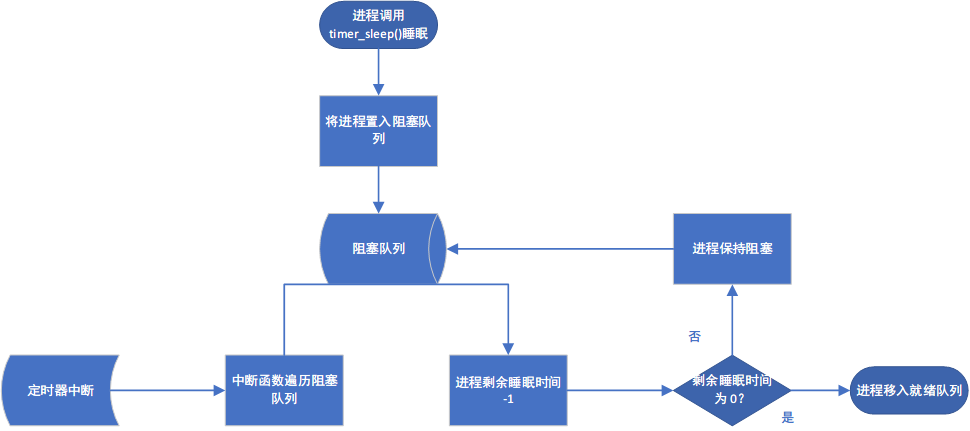 进程调用
timer_sleep()睡眠
将进程置入阻塞队
列
阻塞队列
进程保持阻塞
否
定时器中断
中断函数遍历阻塞
队列
进程剩余睡眠时间
-1
剩余睡眠时间
为 0?
进程移入就绪队列
是